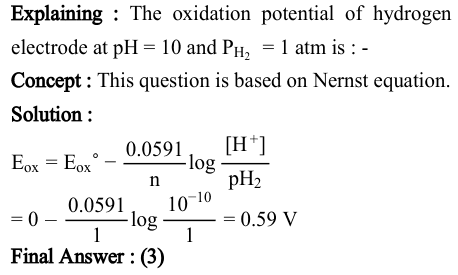 Explaining : The oxidation potential of hydrogen
electrode at pH = 10 and P_H₂ = 1 atm is : -
Concept : This question is based on Nernst equation.
Solution :
E_ox = E_ox° − 0.0591/n log [H⁺]/pH₂
= 0 − 0.0591/1 log 10⁻¹⁰/1 = 0.59 V
Final Answer : (3)